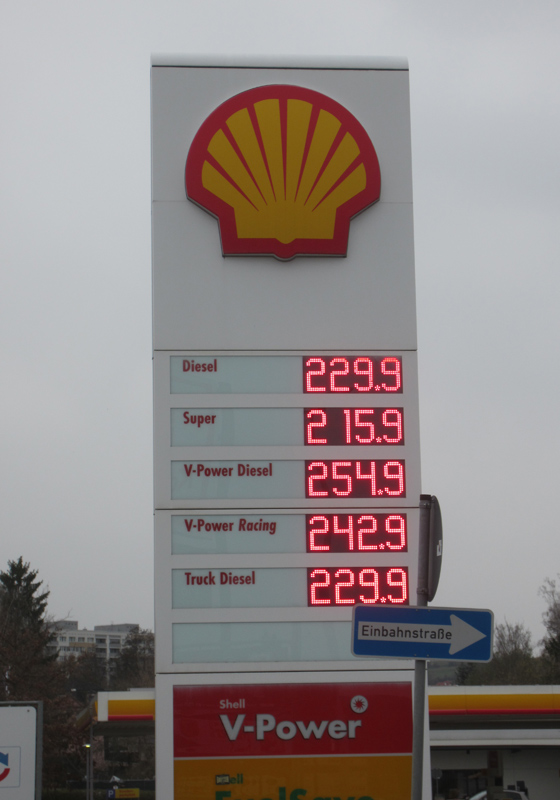 Diesel 229.9
Super 215.9
V-Power Diesel 254.9
V-Power Racing 242.9
Truck Diesel 229.9
Einbahnstraße
Shell
V-Power
FuelSave